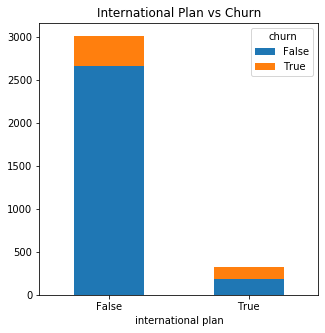 International Plan vs Churn
churn
False
True
3000
2500
2000
1500
1000
500
0
False
True
international plan